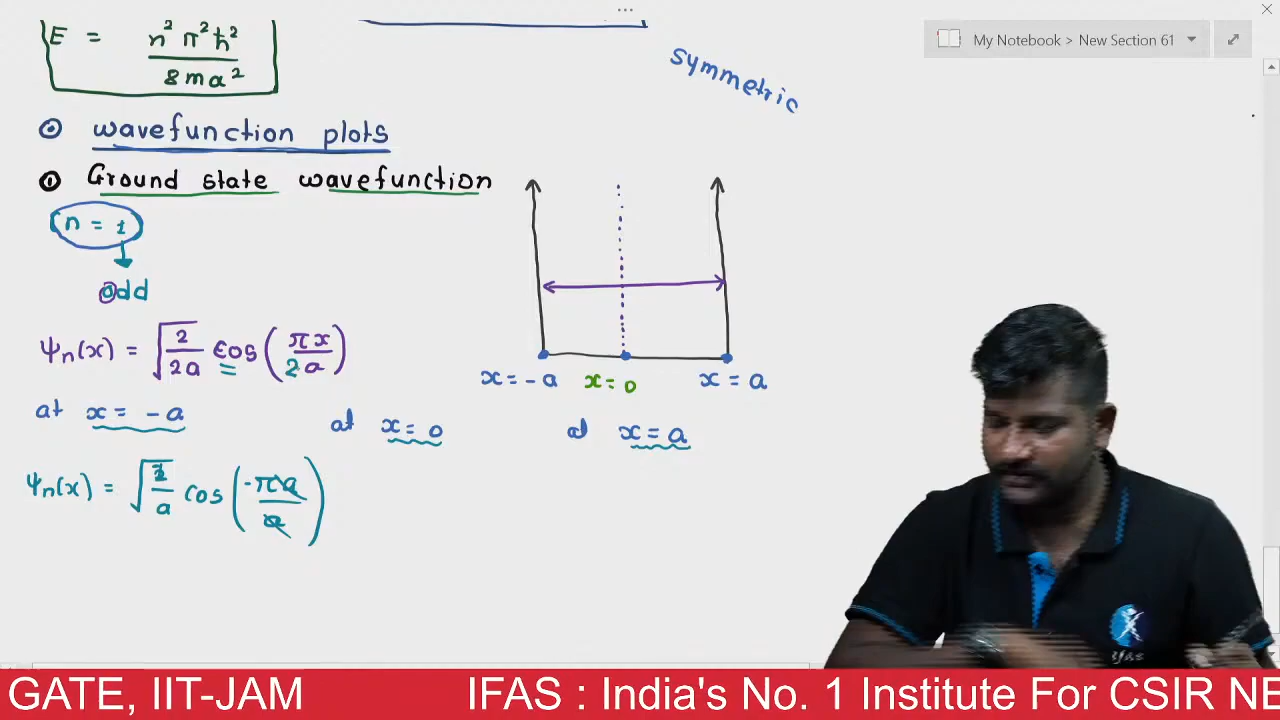 E = n²π²ħ² / 8ma²
symmetric
My Notebook > New Section 61
wavefunction plots
Ground state wavefunction
n = 1
odd
ψn(x) = √(2/2a) cos(πx/2a)
x = -a x = 0 x = a
at x = -a at x = 0 at x = a
ψn(x) = √(1/a) cos(-πa/a)
ifas
GATE, IIT-JAM IFAS : India's No. 1 Institute For CSIR NE